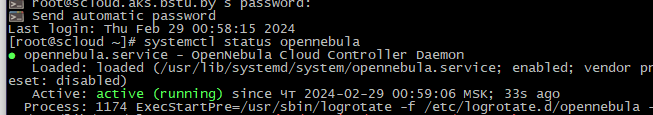 root@scloud.aks.bstu.by's password:
send automatic password
Last login: Thu Feb 29 00:58:15 2024
[root@scloud ~]# systemctl status opennebula
● opennebula.service - OpenNebula Cloud Controller Daemon
Loaded: loaded (/usr/lib/systemd/system/opennebula.service; enabled; vendor pr
eset: disabled)
Active: active (running) since Чт 2024-02-29 00:59:06 MSK; 33s ago
Process: 1174 ExecStartPre=/usr/sbin/logrotate -f /etc/logrotate.d/opennebula -